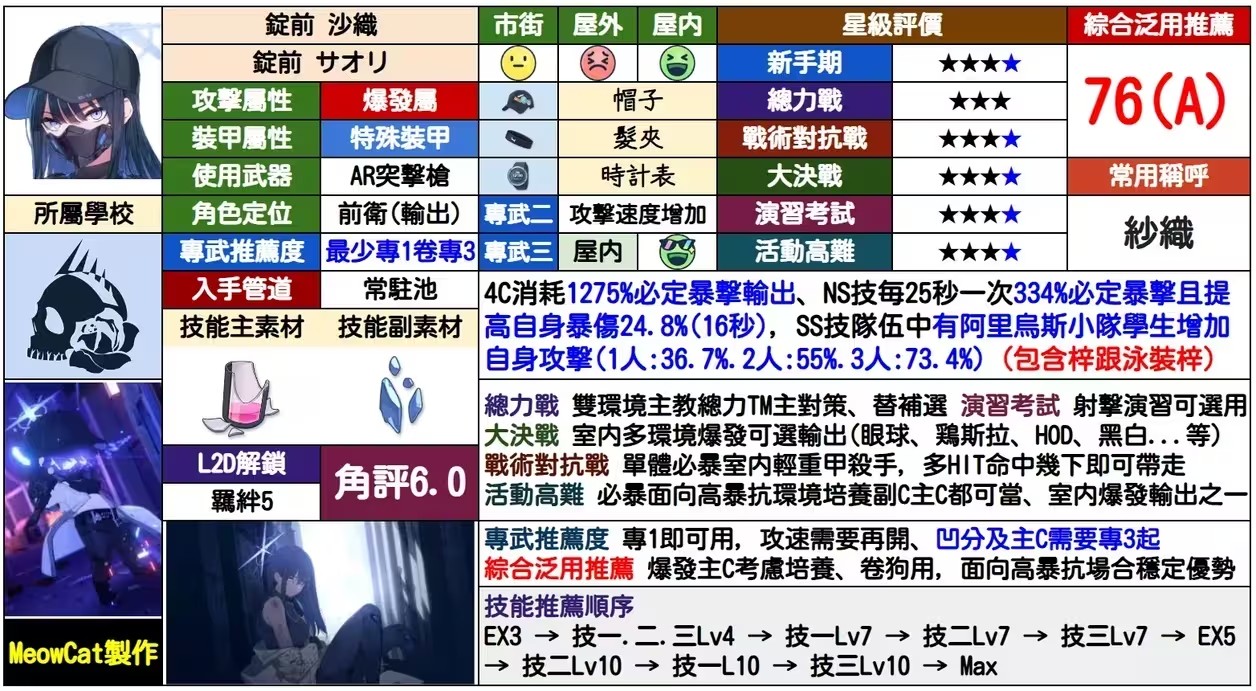 錠前 沙織
錠前 サオリ
攻擊屬性 爆發屬
裝甲屬性 特殊裝甲
使用武器 AR突擊槍
角色定位 前衛(輸出)
所屬學校
專武推薦度 最少專1卷專3
入手管道 常駐池
技能主素材 技能副素材
L2D解鎖
羈絆5
角評6.0
MeowCat製作
市街 屋外 屋內
帽子
髮夾
時計表
專武二 攻擊速度增加
專武三 屋內
星級評價
新手期 ★★★★
總力戰 ★★★
戰術對抗戰 ★★★★
大決戰 ★★★★
演習考試 ★★★★
活動高難 ★★★★
綜合泛用推薦
76(A)
常用稱呼
紗織
4C消耗1275%必定暴擊輸出、NS技每25秒一次334%必定暴擊且提
高自身暴傷24.8%(16秒), SS技隊伍中有阿里烏斯小隊學生增加
自身攻擊(1人:36.7%.2人:55%.3人:73.4%) (包含梓跟泳裝梓)
總力戰 雙環境主教總力TM主對策、替補選 演習考試 射擊演習可選用
大決戰 室內多環境爆發可選輸出(眼球、鶏斯拉、HOD、黑白...等)
戰術對抗戰 單體必暴室內輕重甲殺手, 多HIT命中幾下即可帶走
活動高難 必暴面向高暴抗環境培養副C主C都可當、室內爆發輸出之一
專武推薦度 專1即可用, 攻速需要再開、凹分及主C需要專3起
綜合泛用推薦 爆發主C考慮培養、卷狗用, 面向高暴抗場合穩定優勢
技能推薦順序
EX3 → 技一.二.三Lv4 → 技一Lv7 → 技二Lv7 → 技三Lv7 → EX5
→ 技二Lv10 → 技一L10 → 技三Lv10 → Max